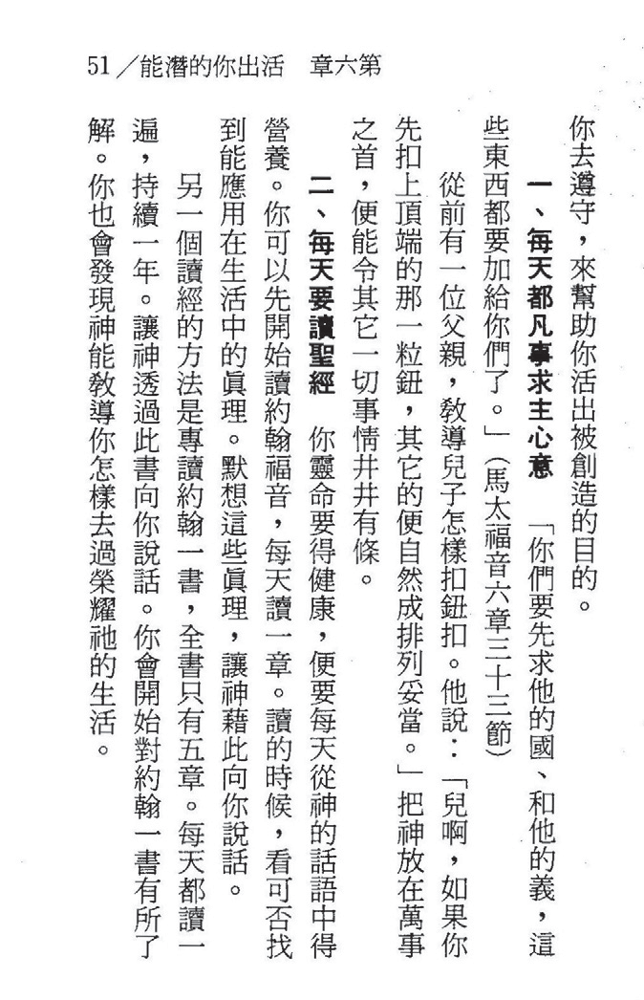 第六章　活出你的潛能／51
你去遵守，來幫助你活出被創造的目的。
一、每天都凡事求主心意　「你們要先求他的國、和他的義，這
些東西都要加給你們了。」（馬太福音六章三十三節）
從前有一位父親，教導兒子怎樣扣鈕扣。他說：「兒啊，如果你
先扣上頂端的那一粒鈕，其它的便自然成排列妥當。」把神放在萬事
之首，便能令其它一切事情井井有條。
二、每天要讀聖經　你靈命要得健康，便要每天從神的話語中得
營養。你可以先開始讀約翰福音，每天讀一章。讀的時候，看可否找
到能應用在生活中的眞理。默想這些眞理，讓神藉此向你說話。
另一個讀經的方法是專讀約翰一書，全書只有五章。每天都讀一
遍，持續一年。讓神透過此書向你說話。你會開始對約翰一書有所了
解。你也會發現神能教導你怎樣去過榮耀祂的生活。